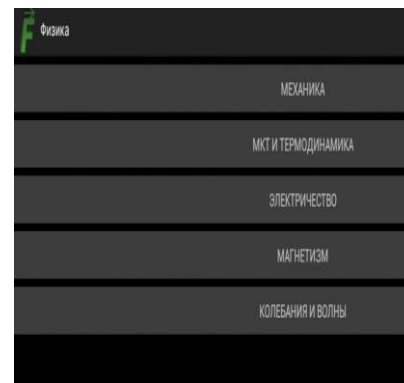 F
Физика
МЕХАНИКА
МКТ И ТЕРМОДИНАМИКА
ЭЛЕКТРИЧЕСТВО
МАГНЕТИЗМ
КОЛЕБАНИЯ И ВОЛНЫ